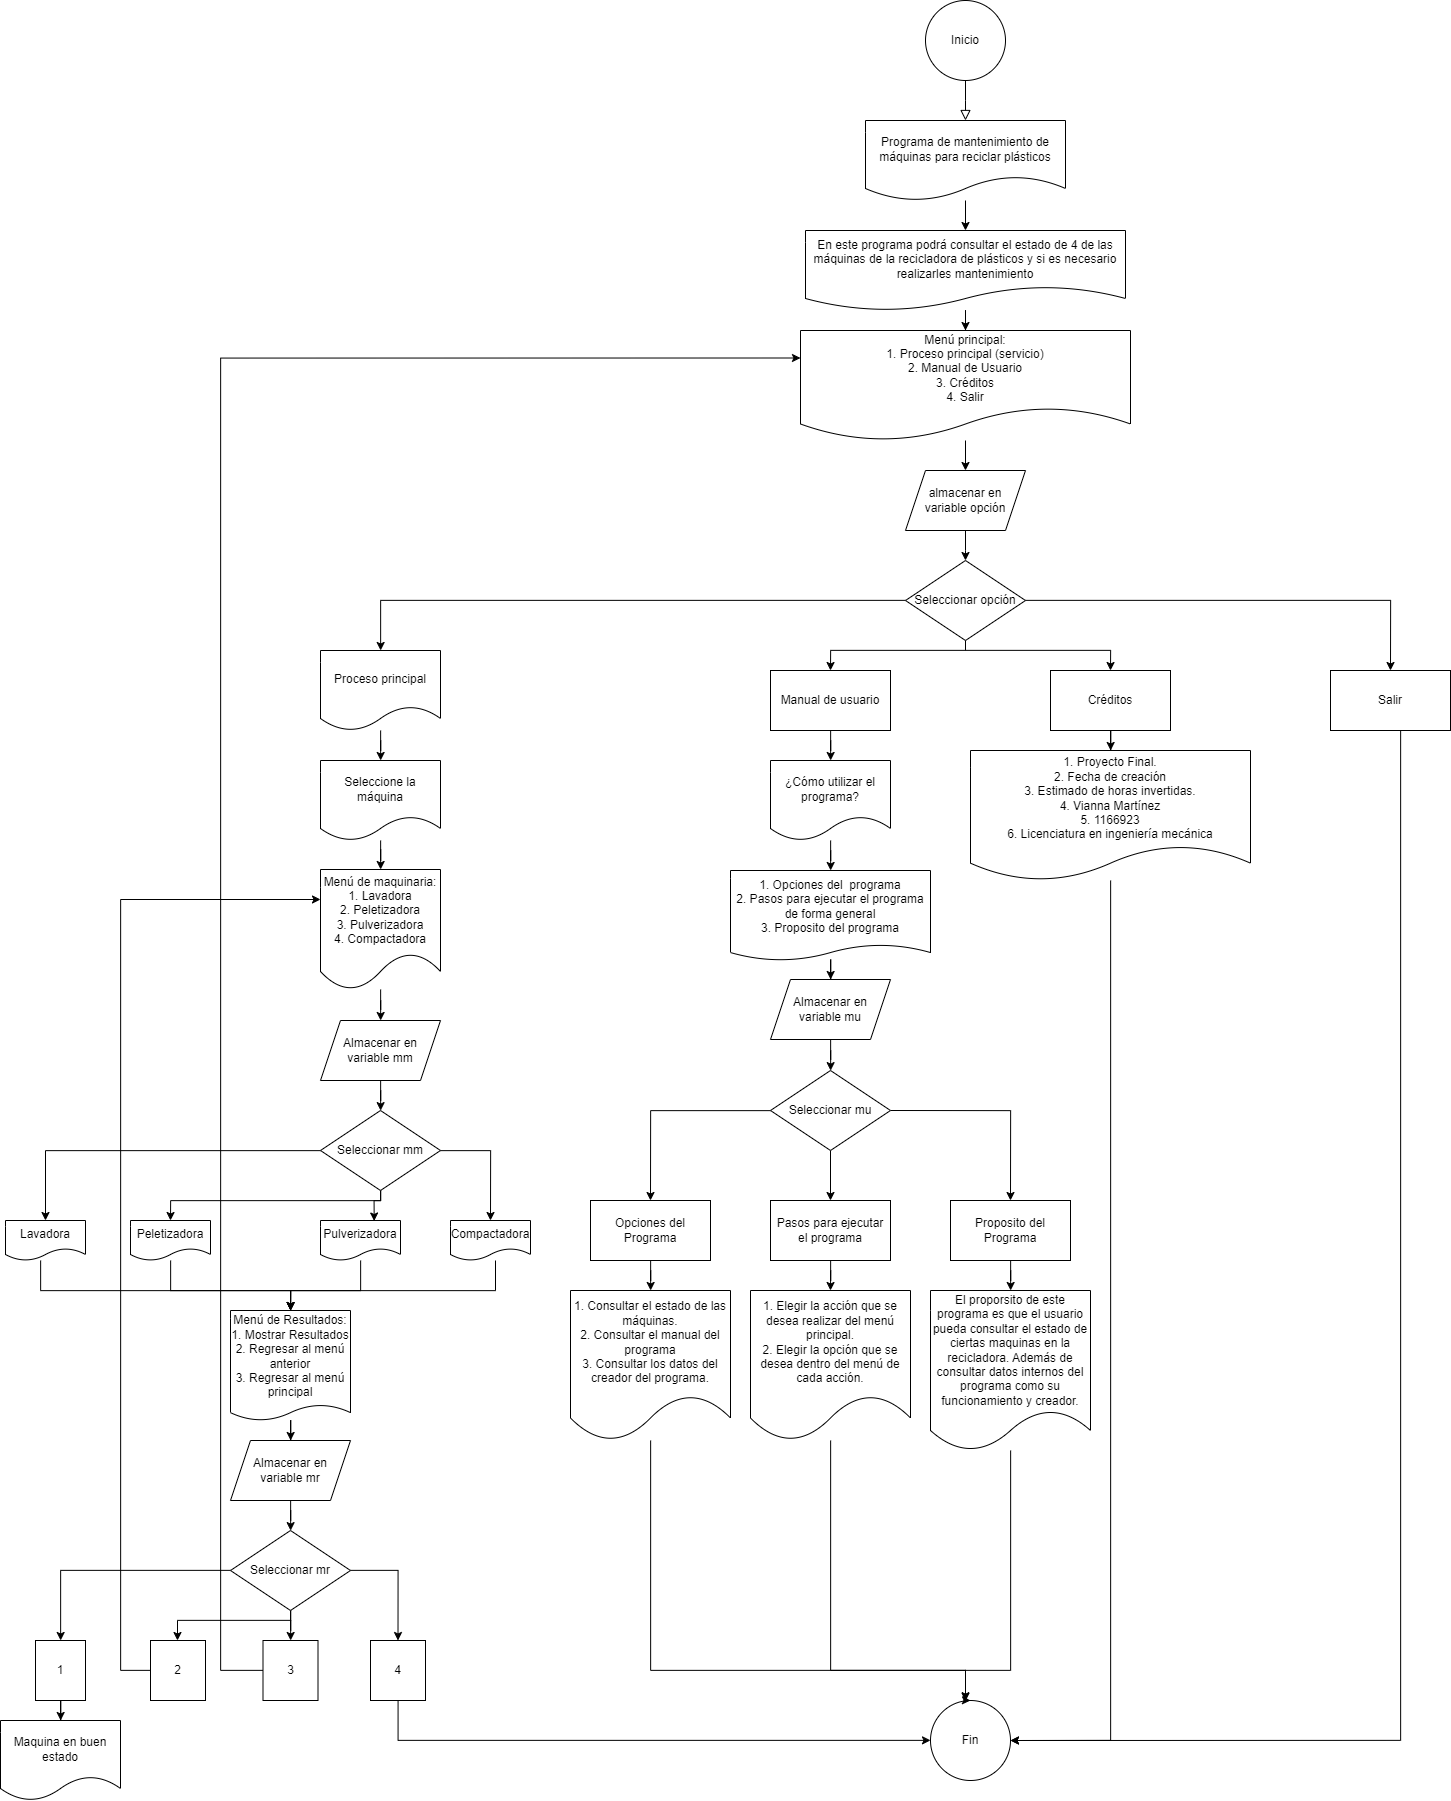 Inicio
Programa de mantenimiento de
máquinas para reciclar plásticos
En este programa podrá consultar el estado de 4 de las
máquinas de la recicladora de plásticos y si es necesario
realizarles mantenimiento
Menú principal:
1. Proceso principal (servicio)
2. Manual de Usuario
3. Créditos
4. Salir
almacenar en
variable opción
Seleccionar opción
Proceso principal
Manual de usuario
Créditos
Salir
Seleccione la
máquina
¿Cómo utilizar el
programa?
1. Proyecto Final.
2. Fecha de creación
3. Estimado de horas invertidas.
4. Vianna Martínez
5. 1166923
6. Licenciatura en ingeniería mecánica
Menú de maquinaria:
1. Lavadora
2. Peletizadora
3. Pulverizadora
4. Compactadora
1. Opciones del  programa
2. Pasos para ejecutar el programa
de forma general
3. Proposito del programa
Almacenar en
variable mm
Almacenar en
variable mu
Seleccionar mm
Seleccionar mu
Lavadora
Peletizadora
Pulverizadora
Compactadora
Opciones del
Programa
Pasos para ejecutar
el programa
Proposito del
Programa
Menú de Resultados:
1. Mostrar Resultados
2. Regresar al menú
anterior
3. Regresar al menú
principal
1. Consultar el estado de las
máquinas.
2. Consultar el manual del
programa
3. Consultar los datos del
creador del programa.
1. Elegir la acción que se
desea realizar del menú
principal.
2. Elegir la opción que se
desea dentro del menú de
cada acción.
El proporsito de este
programa es que el usuario
pueda consultar el estado de
ciertas maquinas en la
recicladora. Además de
consultar datos internos del
programa como su
funcionamiento y creador.
Almacenar en
variable mr
Seleccionar mr
1
2
3
4
Maquina en buen
estado
Fin